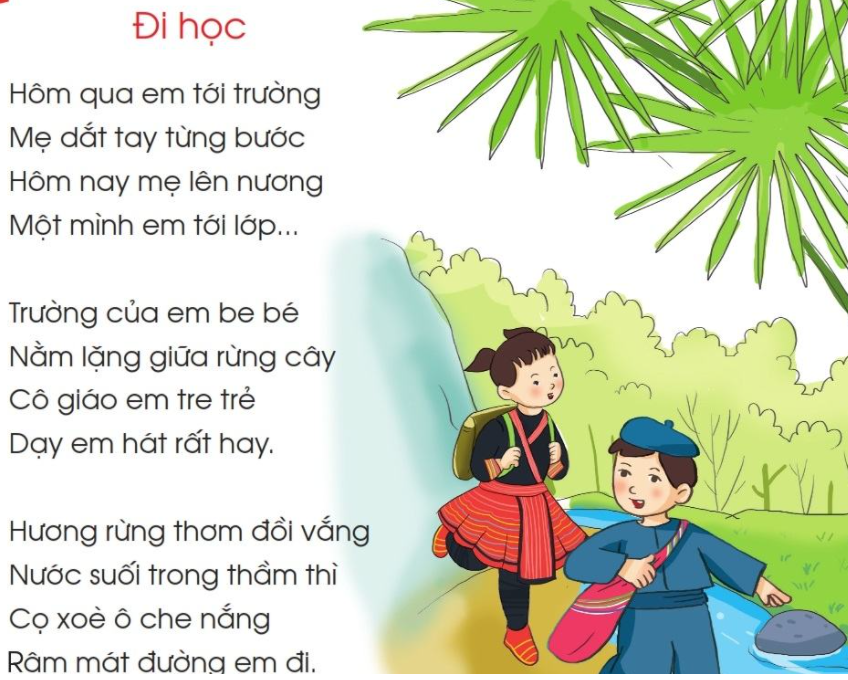 Đi học
Hôm qua em tới trường
Mẹ dắt tay từng bước
Hôm nay mẹ lên nương
Một mình em tới lớp...
Trường của em be bé
Nằm lặng giữa rừng cây
Cô giáo em tre trẻ
Dạy em hát rất hay.
Hương rừng thơm đồi vắng
Nước suối trong thầm thì
Cọ xoè ô che nắng
Râm mát đường em đi.